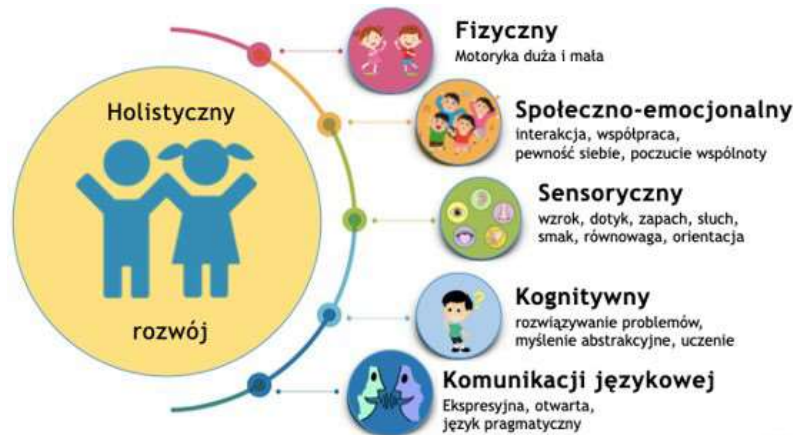 Holistyczny
rozwój
Fizyczny
Motoryka duża i mała
Społeczno-emocjonalny
interakcja, współpraca,
pewność siebie, poczucie wspólnoty
Sensoryczny
wzrok, dotyk, zapach, słuch,
smak, równowaga, orientacja
Kognitywny
rozwiązywanie problemów,
myślenie abstrakcyjne, uczenie
Komunikacji językowej
Ekspresyjna, otwarta,
język pragmatyczny